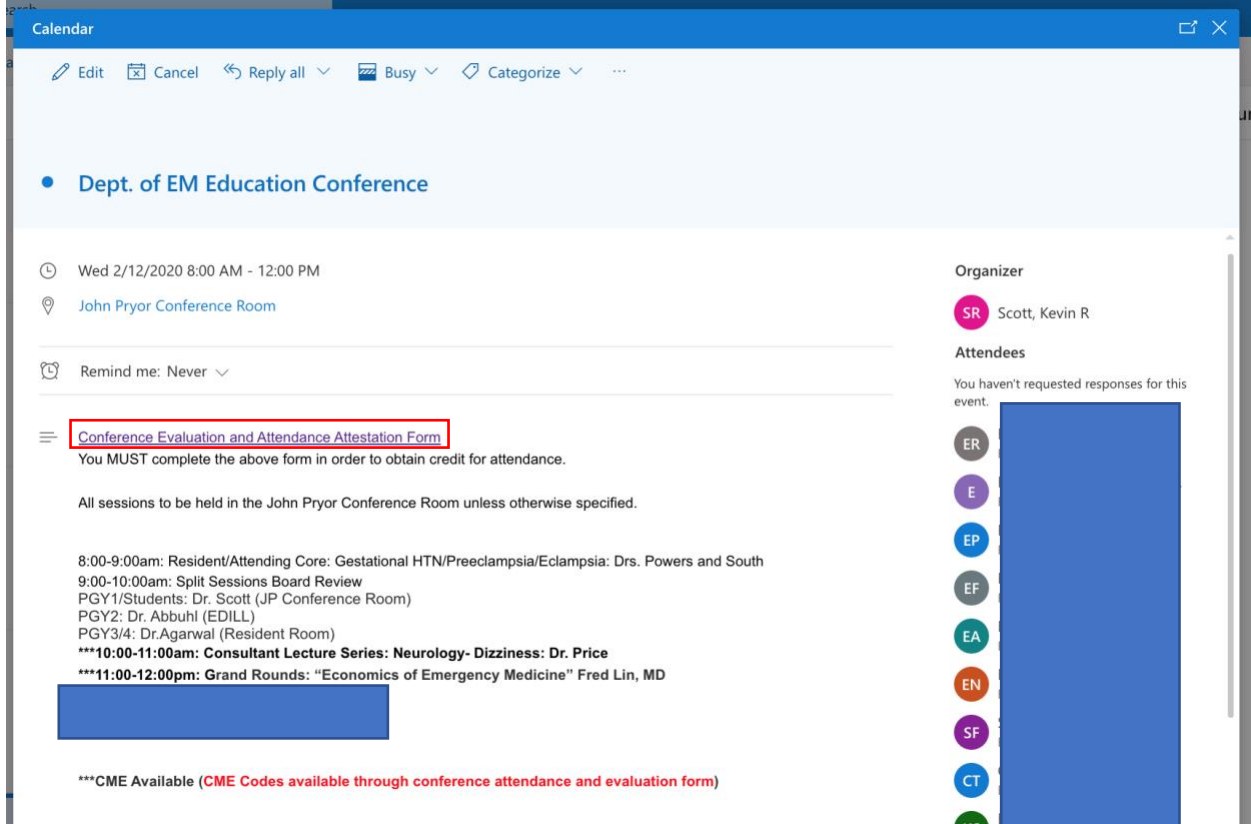 Calendar
Edit Cancel Reply all Busy Categorize ...
Dept. of EM Education Conference
Wed 2/12/2020 8:00 AM - 12:00 PM
John Pryor Conference Room
Remind me: Never
Conference Evaluation and Attendance Attestation Form
You MUST complete the above form in order to obtain credit for attendance.
All sessions to be held in the John Pryor Conference Room unless otherwise specified.
8:00-9:00am: Resident/Attending Core: Gestational HTN/Preeclampsia/Eclampsia: Drs. Powers and South
9:00-10:00am: Split Sessions Board Review
PGY1/Students: Dr. Scott (JP Conference Room)
PGY2: Dr. Abbuhl (EDILL)
PGY3/4: Dr.Agarwal (Resident Room)
***10:00-11:00am: Consultant Lecture Series: Neurology- Dizziness: Dr. Price
***11:00-12:00pm: Grand Rounds: “Economics of Emergency Medicine” Fred Lin, MD
***CME Available (CME Codes available through conference attendance and evaluation form)
Organizer
SR Scott, Kevin R
Attendees
You haven't requested responses for this
event.
ER
E
EP
EF
EA
EN
SF
CT